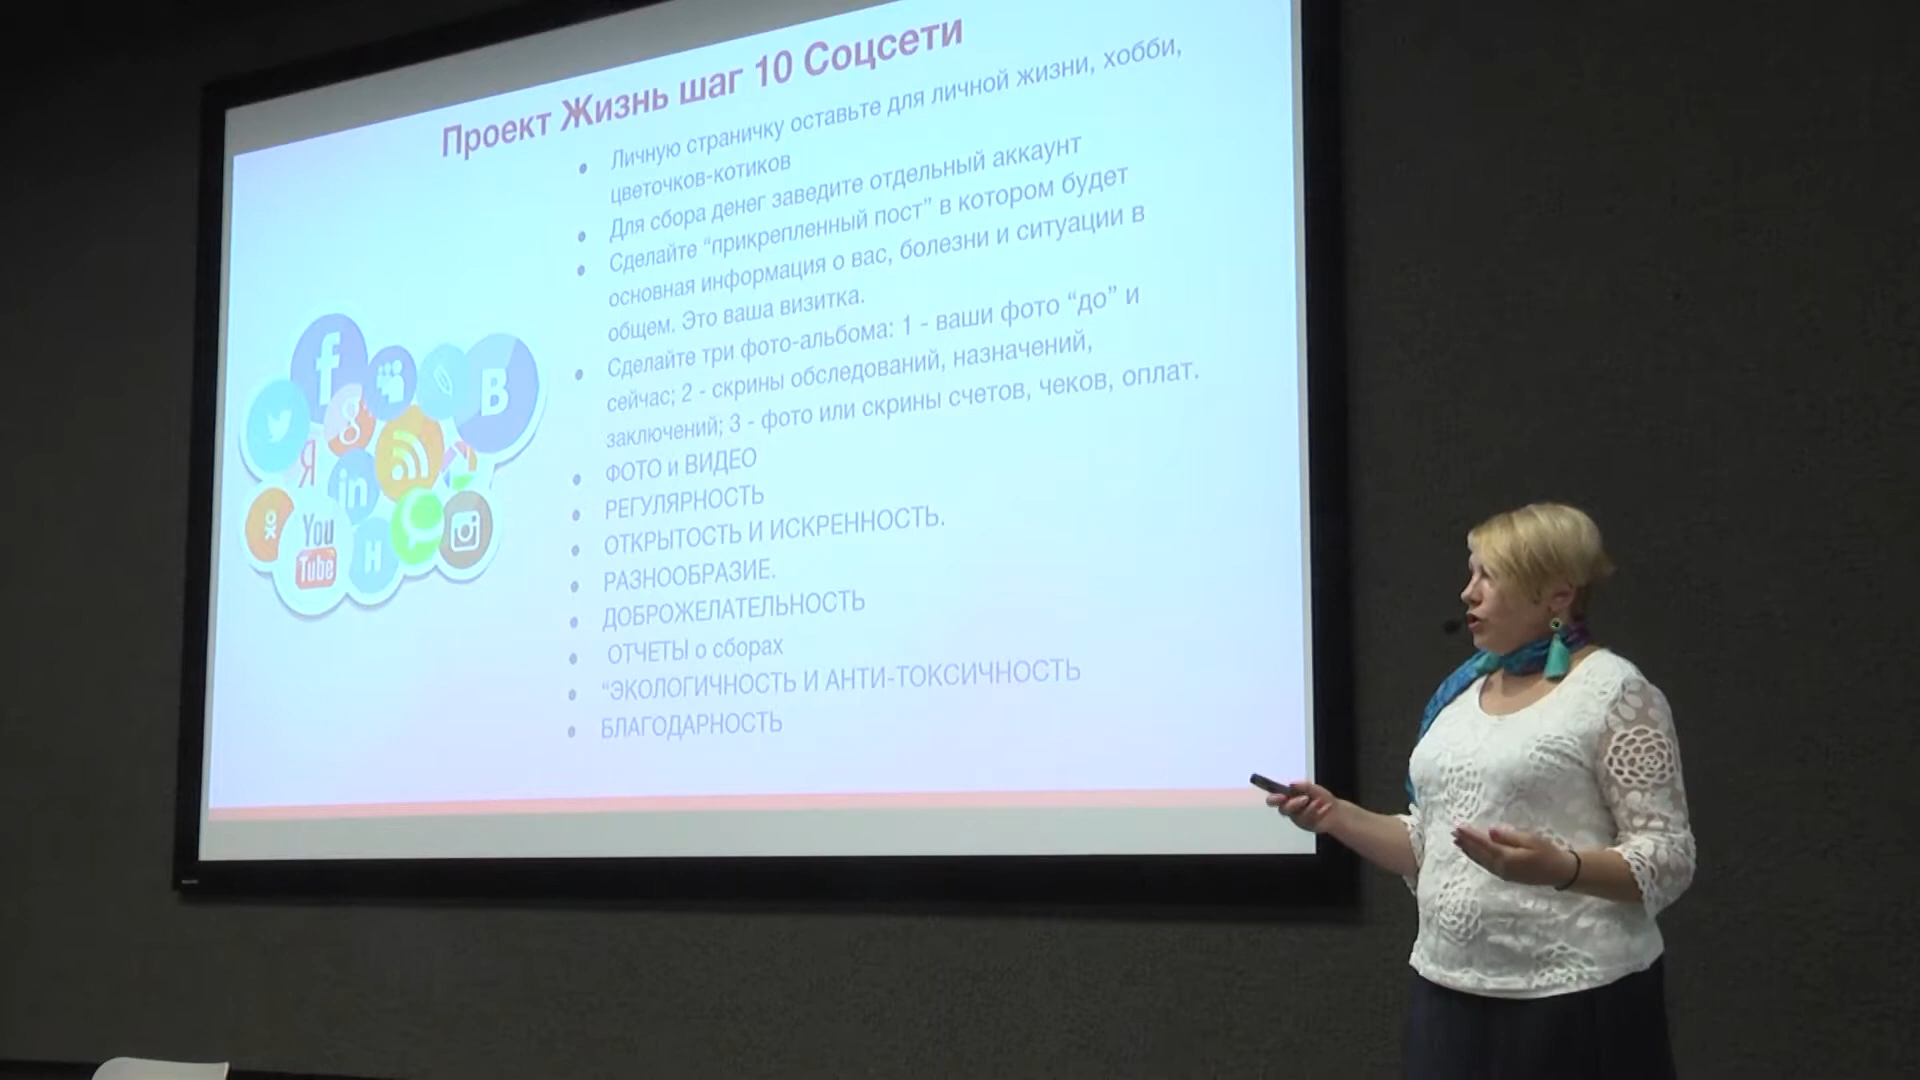 Проект Жизнь шаг 10 Соцсети
• Личную страничку оставьте для личной жизни, хобби,
цветочков-котиков
• Для сбора денег заведите отдельный аккаунт
• Сделайте “прикрепленный пост” в котором будет
основная информация о вас, болезни и ситуации в
общем. Это ваша визитка.
• Сделайте три фото-альбома: 1 - ваши фото “до” и
сейчас; 2 - скрины обследований, назначений,
заключений; 3 - фото или скрины счетов, чеков, оплат.
• ФОТО и ВИДЕО
• РЕГУЛЯРНОСТЬ
• ОТКРЫТОСТЬ И ИСКРЕННОСТЬ.
• РАЗНООБРАЗИЕ.
• ДОБРОЖЕЛАТЕЛЬНОСТЬ
• ОТЧЕТЫ о сборах
• “ЭКОЛОГИЧНОСТЬ И АНТИ-ТОКСИЧНОСТЬ
• БЛАГОДАРНОСТЬ
f
B
g
Я
in
You
Tube
H